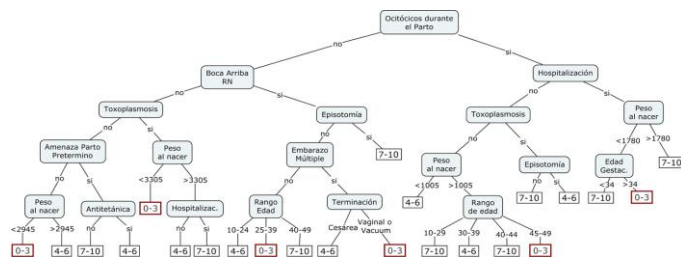 Ocitócicos durante
el Parto
no
si
Boca Arriba
RN
Hospitalización
no
si
no
si
Toxoplasmosis
Episotomía
Toxoplasmosis
Peso
al nacer
no
si
no
si
no
si
<1780
>1780
Amenaza Parto
Pretermino
Peso
al nacer
Embarazo
Múltiple
7-10
Peso
al nacer
Episotomía
Edad
Gestac.
7-10
no
si
<3305
>3305
no
si
<1005
>1005
no
si
<34
>34
Peso
al nacer
Antitetánica
0-3
Hospitalizac.
Rango
Edad
Terminación
4-6
Rango
de edad
7-10
4-6
7-10
0-3
<2945
>2945
no
si
no
si
10-24
25-39
40-49
Cesarea
Vaginal o
Vacuum
10-29
30-39
40-44
45-49
0-3
4-6
7-10
4-6
4-6
7-10
4-6
0-3
7-10
4-6
0-3
7-10
4-6
7-10
0-3